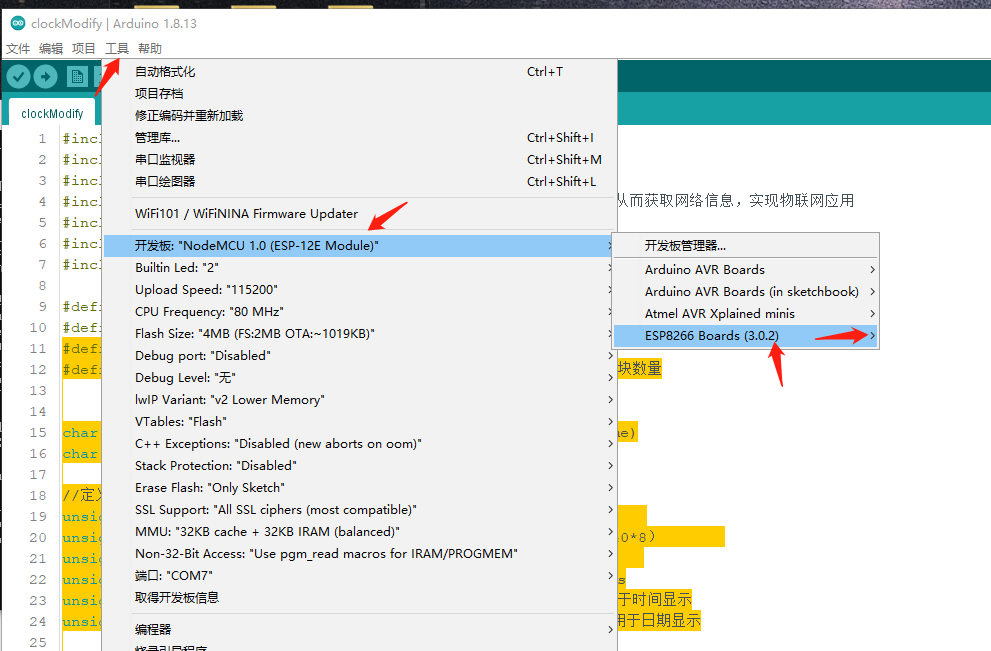 clockModify | Arduino 1.8.13
文件 编辑 项目 工具 帮助
clockModify
自动格式化 Ctrl+T
项目存档
修正编码并重新加载
管理库... Ctrl+Shift+I
串口监视器 Ctrl+Shift+M
串口绘图器 Ctrl+Shift+L
WiFi101 / WiFiNINA Firmware Updater
开发板: "NodeMCU 1.0 (ESP-12E Module)"
Builtin Led: "2"
Upload Speed: "115200"
CPU Frequency: "80 MHz"
Flash Size: "4MB (FS:2MB OTA:~1019KB)"
Debug port: "Disabled"
Debug Level: "无"
lwIP Variant: "v2 Lower Memory"
VTables: "Flash"
C++ Exceptions: "Disabled (new aborts on oom)"
Stack Protection: "Disabled"
Erase Flash: "Only Sketch"
SSL Support: "All SSL ciphers (most compatible)"
MMU: "32KB cache + 32KB IRAM (balanced)"
Non-32-Bit Access: "Use pgm_read macros for IRAM/PROGMEM"
端口: "COM7"
取得开发板信息
编程器
烧录引导程序
开发板管理器...
Arduino AVR Boards
Arduino AVR Boards (in sketchbook)
Atmel AVR Xplained minis
ESP8266 Boards (3.0.2)
1 #incl
2 #incl
3 #incl
4 #incl 从而获取网络信息，实现物联网应用
5 #incl
6 #incl
7 #incl
8
9 #defi
10 #defi
11 #defi
12 #defi 块数量
13
14
15 char e)
16 char
17
18 //定义
19 unsig
20 unsig 0*8）
21 unsig
22 unsig s
23 unsig 于时间显示
24 unsig 用于日期显示
25